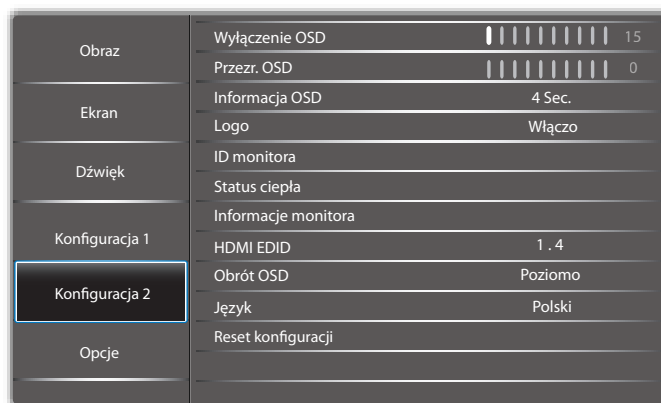 Obraz
Ekran
Dźwięk
Konfiguracja 1
Konfiguracja 2
Opcje
Wyłączenie OSD 15
Przezr. OSD 0
Informacja OSD 4 Sec.
Logo Włączo
ID monitora
Status ciepła
Informacje monitora
HDMI EDID 1 . 4
Obrót OSD Poziomo
Język Polski
Reset konfiguracji